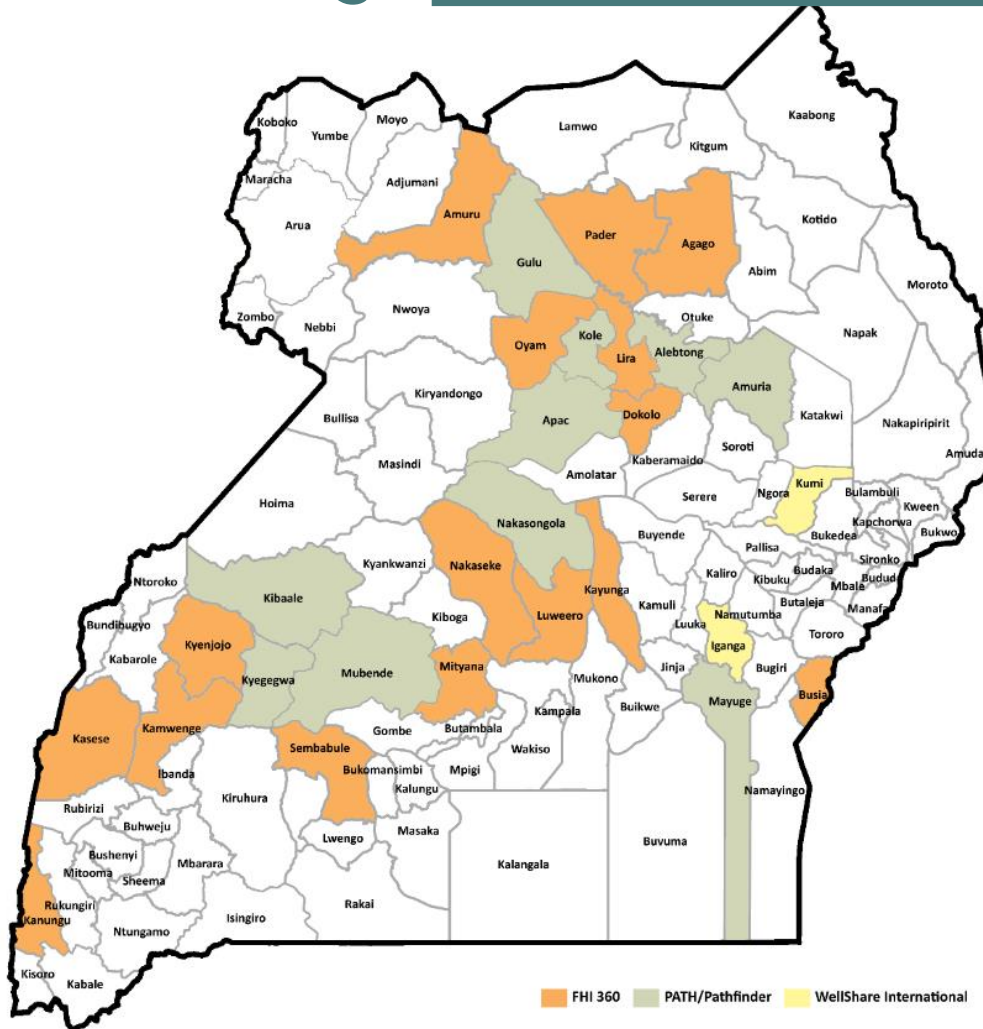 Kaabong
Lamwo
Moyo
Koboko
Yumbe
Kitgum
Maracha
Adjumani
Kotido
Amuru
Arua
Pader
Agago
Gulu
Abim
Moroto
Nwoya
Otuke
Zombo
Nebbi
Napak
Kole
Oyam
Alebtong
Lira
Amuria
Kiryandongo
Dokolo
Katakwi
Bullisa
Apac
Nakapiripirit
Soroti
Amuda
Kaberamaido
Masindi
Amolatar
Kumi
Serere
Ngora
Bulambuli
Hoima
Kween
Kapchorwa
Nakasongola
Bukedea
Bukwo
Buyende
Pallisa
Sironko
Kyankwanzi
Nakaseke
Budaka
Kaliro
Kibuku
Budud
Ntoroko
Mbale
Kayunga
Kibaale
Butaleja
Kamuli
Manafa
Kiboga
Luweero
Namutumba
Bundibugyo
Luuka
Tororo
Kyenjojo
Iganga
Kabarole
Mityana
Jinja
Bugiri
Mubende
Mukono
Kyegegwa
Busia
Mayuge
Kampala
Buikwe
Kamwenge
Gombe
Butambala
Kasese
Sembabule
Wakiso
Bukomansimbi
Mpigi
Ibanda
Kalungu
Namayingo
Kiruhura
Rubirizi
Buhweju
Masaka
Lwengo
Buvuma
Bushenyi
Mbarara
Kalangala
Mitooma
Sheema
Rakai
Rukungiri
Isingiro
Kanungu
Ntungamo
Kisoro
Kabale
FHI 360 PATH/Pathfinder WellShare International